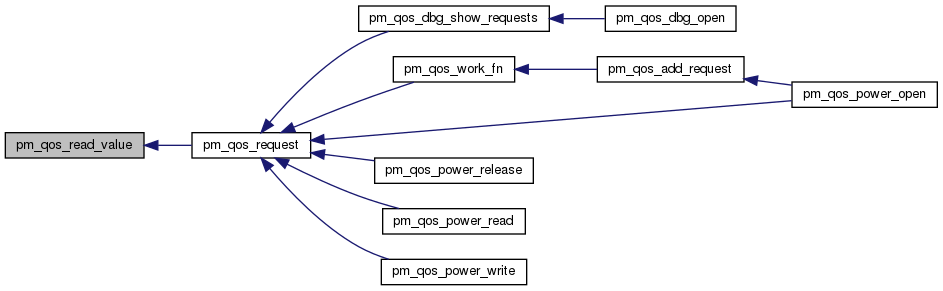 pm_qos_dbg_show_requests
pm_qos_dbg_open
pm_qos_work_fn
pm_qos_add_request
pm_qos_power_open
pm_qos_read_value
pm_qos_request
pm_qos_power_release
pm_qos_power_read
pm_qos_power_write